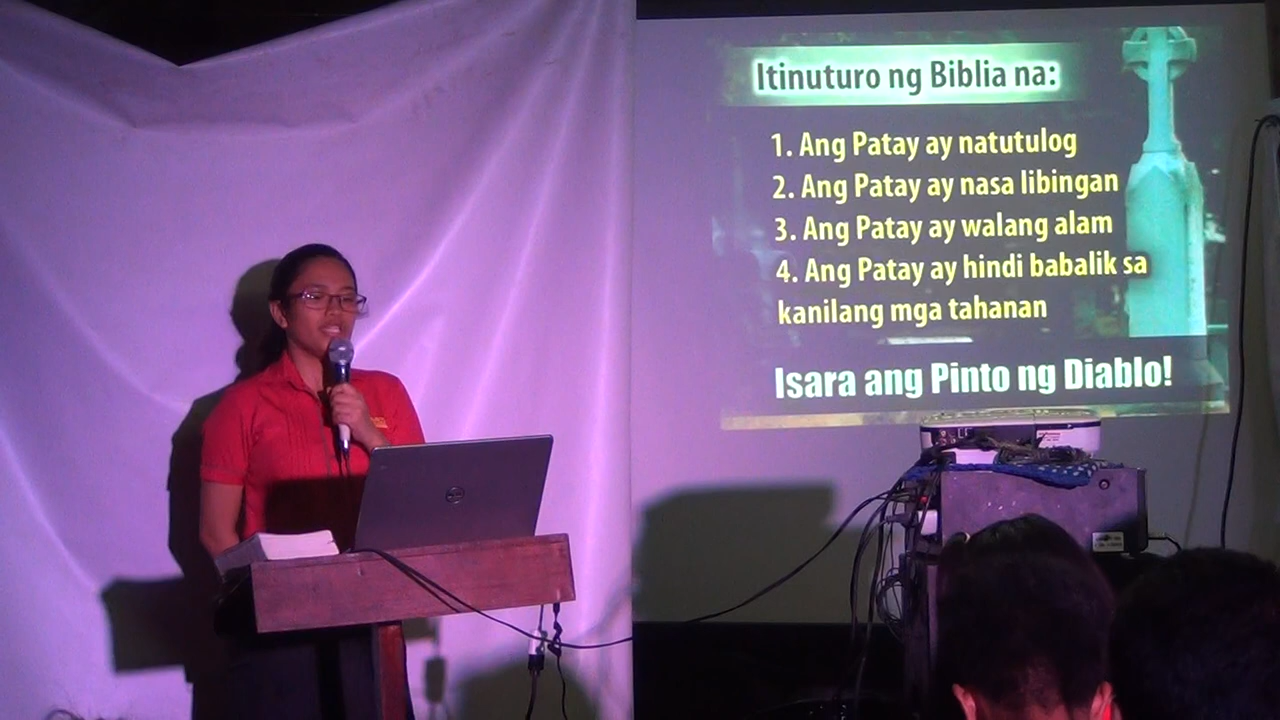 Itinuturo ng Biblia na:
1. Ang Patay ay natutulog
2. Ang Patay ay nasa libingan
3. Ang Patay ay walang alam
4. Ang Patay ay hindi babalik sa
kanilang mga tahanan
Isara ang Pinto ng Diablo!